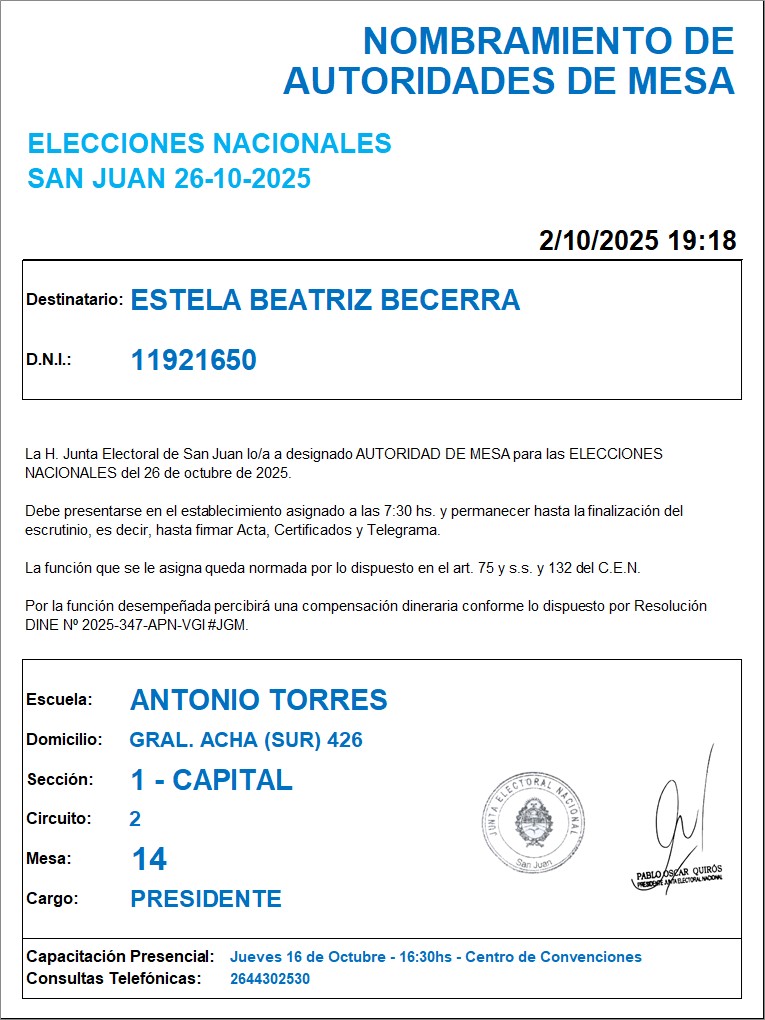 NOMBRAMIENTO DE
AUTORIDADES DE MESA
ELECCIONES NACIONALES
SAN JUAN 26-10-2025
2/10/2025 19:18
Destinatario: ESTELA BEATRIZ BECERRA
D.N.I.: 11921650
La H. Junta Electoral de San Juan lo/a a designado AUTORIDAD DE MESA para las ELECCIONES
NACIONALES del 26 de octubre de 2025.
Debe presentarse en el establecimiento asignado a las 7:30 hs. y permanecer hasta la finalización del
escrutinio, es decir, hasta firmar Acta, Certificados y Telegrama.
La función que se le asigna queda normada por lo dispuesto en el art. 75 y s.s. y 132 del C.E.N.
Por la función desempeñada percibirá una compensación dineraria conforme lo dispuesto por Resolución
DINE Nº 2025-347-APN-VGI#JGM.
Escuela: ANTONIO TORRES
Domicilio: GRAL. ACHA (SUR) 426
Sección: 1 - CAPITAL
Circuito: 2
Mesa: 14
Cargo: PRESIDENTE
JUNTA ELECTORAL NACIONAL
San Juan
PABLO OSCAR QUIRÓS
PRESIDENTE JUNTA ELECTORAL NACIONAL
Capacitación Presencial: Jueves 16 de Octubre - 16:30hs - Centro de Convenciones
Consultas Telefónicas: 2644302530